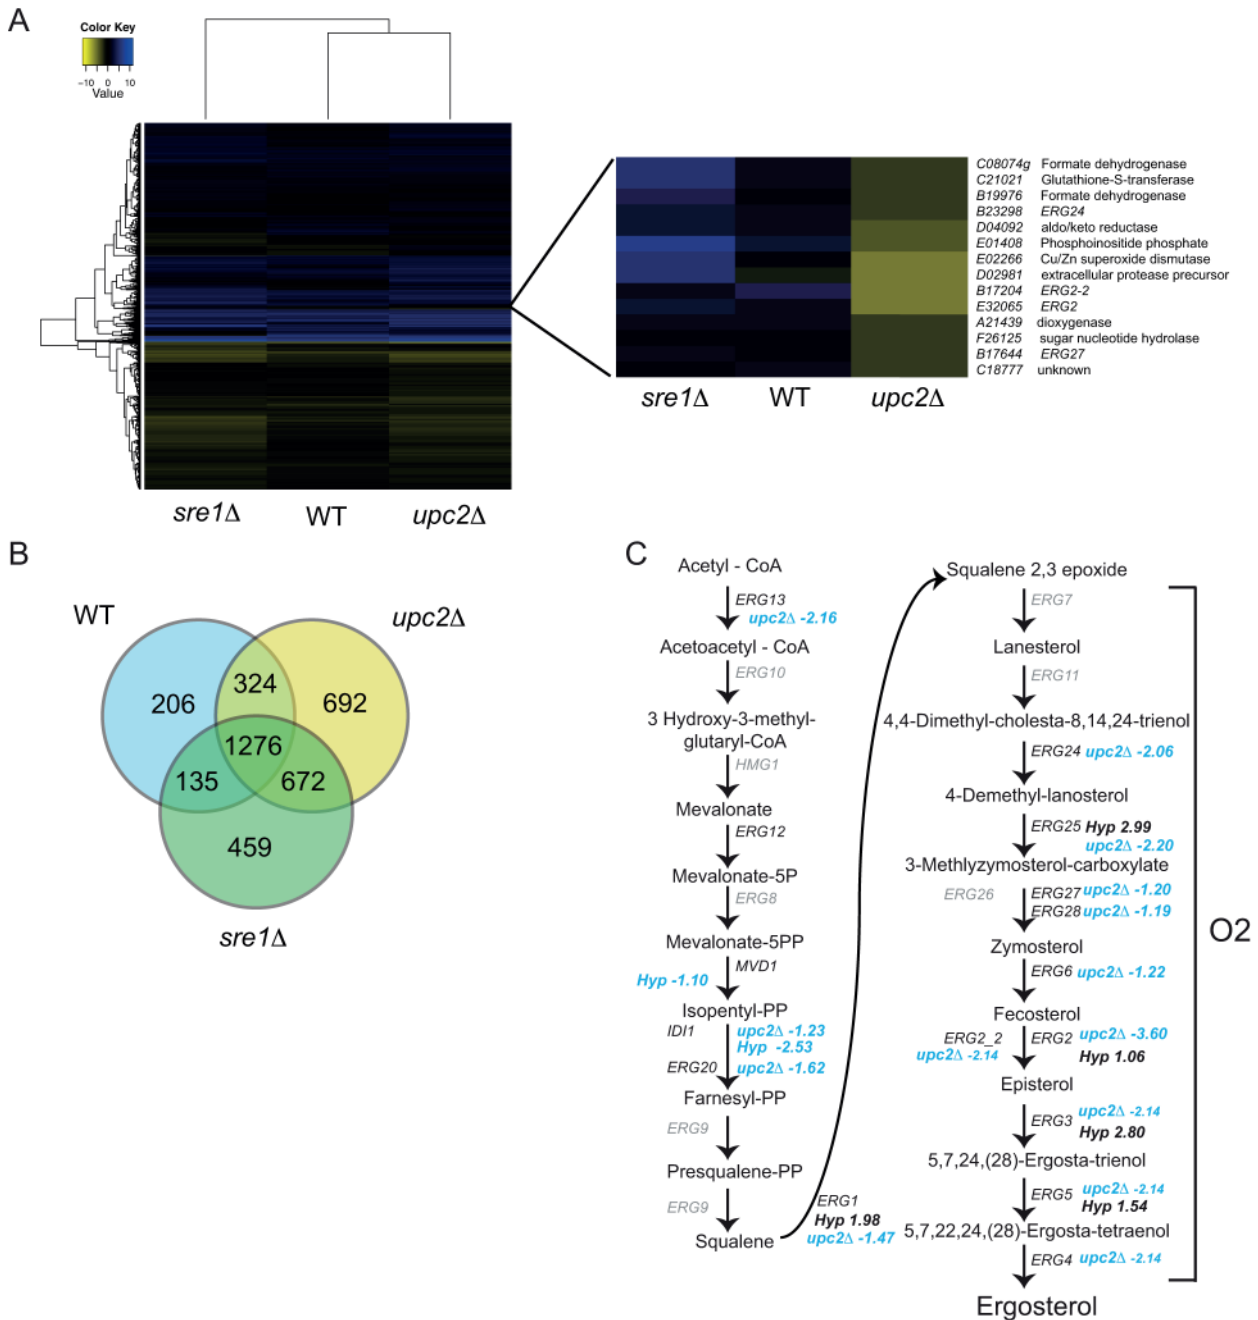 A
Color Key
−10 0 10
Value
sre1Δ WT upc2Δ
C08074g Formate dehydrogenase
C21021 Glutathione-S-transferase
B19976 Formate dehydrogenase
B23298 ERG24
D04092 aldo/keto reductase
E01408 Phosphoinositide phosphate
E02266 Cu/Zn superoxide dismutase
D02981 extracellular protease precursor
B17204 ERG2-2
E32065 ERG2
A21439 dioxygenase
F26125 sugar nucleotide hydrolase
B17644 ERG27
C18777 unknown
sre1Δ WT upc2Δ
B
WT
upc2Δ
206
324
692
1276
135
672
459
sre1Δ
C
Acetyl - CoA
ERG13
upc2Δ -2.16
Acetoacetyl - CoA
ERG10
3 Hydroxy-3-methyl-
glutaryl-CoA
HMG1
Mevalonate
ERG12
Mevalonate-5P
ERG8
Mevalonate-5PP
MVD1
Hyp -1.10
Isopentyl-PP
IDI1 upc2Δ -1.23
Hyp -2.53
ERG20 upc2Δ -1.62
Farnesyl-PP
ERG9
Presqualene-PP
ERG9
Squalene
ERG1
Hyp 1.98
upc2Δ -1.47
Squalene 2,3 epoxide
ERG7
Lanesterol
ERG11
4,4-Dimethyl-cholesta-8,14,24-trienol
ERG24 upc2Δ -2.06
4-Demethyl-lanosterol
ERG25 Hyp 2.99
upc2Δ -2.20
3-Methlyzymosterol-carboxylate
ERG26 ERG27 upc2Δ -1.20
ERG28 upc2Δ -1.19
Zymosterol
ERG6 upc2Δ -1.22
Fecosterol
ERG2_2 ERG2 upc2Δ -3.60
upc2Δ -2.14 Hyp 1.06
Episterol
ERG3 upc2Δ -2.14
Hyp 2.80
5,7,24,(28)-Ergosta-trienol
ERG5 upc2Δ -2.14
Hyp 1.54
5,7,22,24,(28)-Ergosta-tetraenol
ERG4 upc2Δ -2.14
Ergosterol
O2